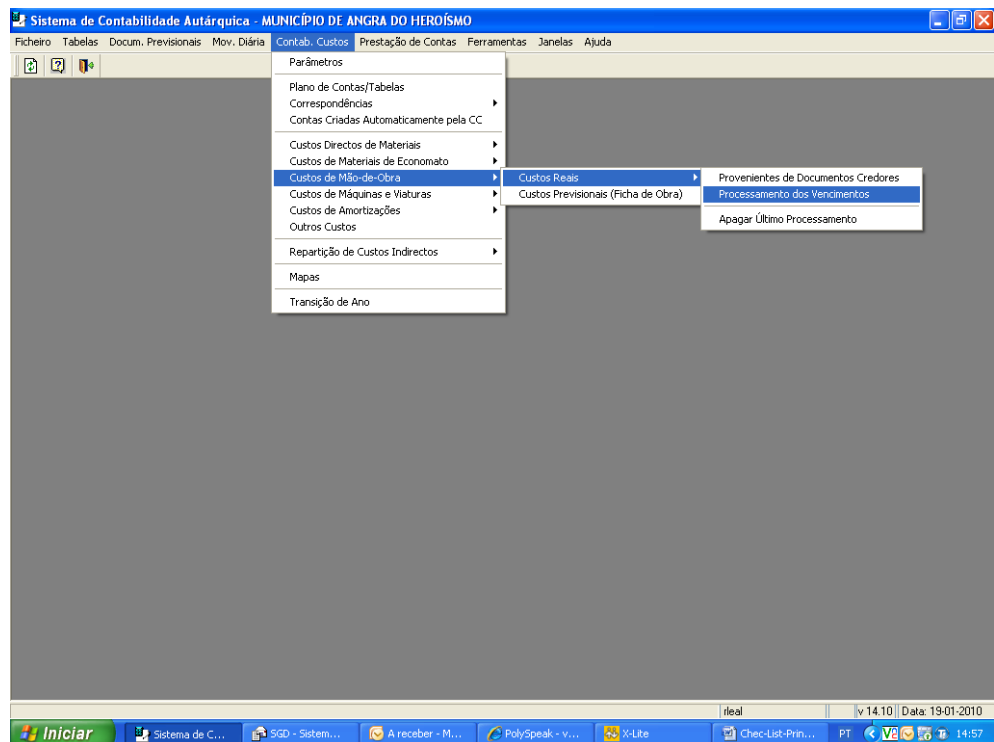 Sistema de Contabilidade Autárquica - MUNICÍPIO DE ANGRA DO HEROÍSMO
Ficheiro Tabelas Docum. Previsionais Mov. Diária Contab. Custos Prestação de Contas Ferramentas Janelas Ajuda
Parâmetros
Plano de Contas/Tabelas
Correspondências
Contas Criadas Automaticamente pela CC
Custos Directos de Materiais
Custos de Materiais de Economato
Custos de Mão-de-Obra
Custos de Máquinas e Viaturas
Custos de Amortizações
Outros Custos
Repartição de Custos Indirectos
Mapas
Transição de Ano
Custos Reais
Custos Previsionais (Ficha de Obra)
Provenientes de Documentos Credores
Processamento dos Vencimentos
Apagar Último Processamento
rleal v 14.10 Data: 19-01-2010
Iniciar Sistema de C... SGD - Sistem... A receber - M... PolySpeak - v... X-Lite Chec-List-Prin... PT 14:57